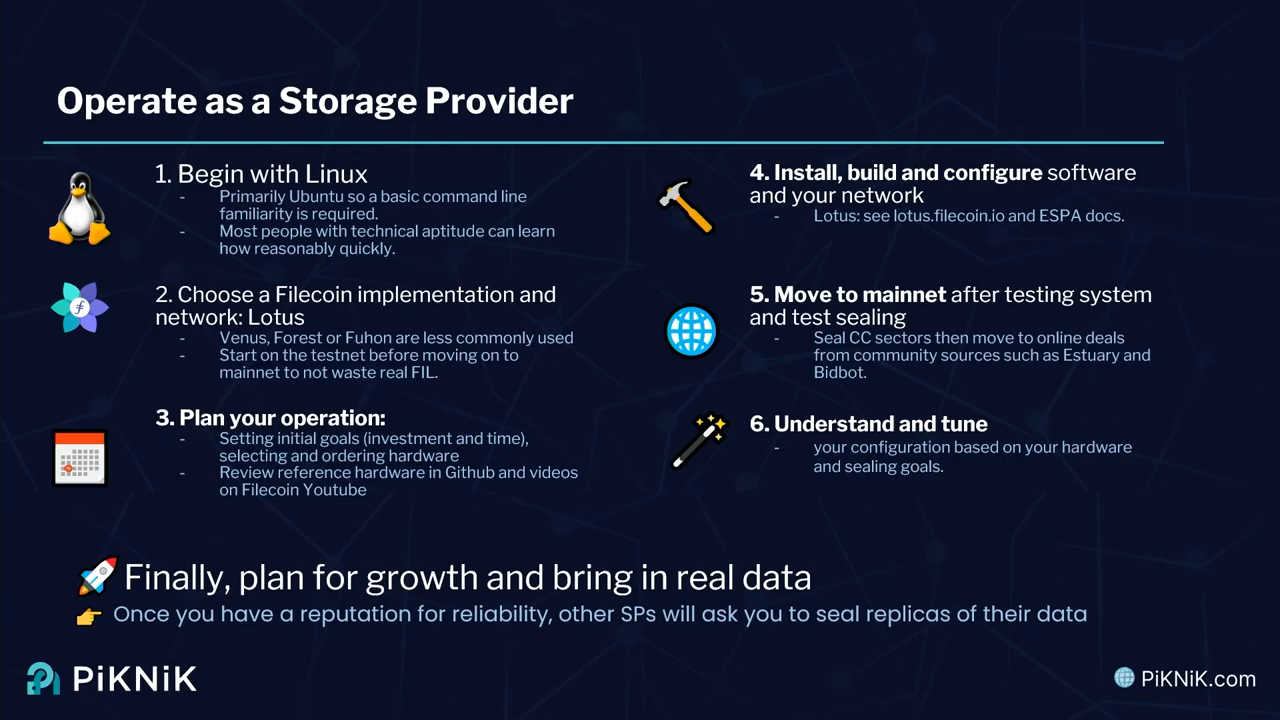 Operate as a Storage Provider
1. Begin with Linux
- Primarily Ubuntu so a basic command line
familiarity is required.
- Most people with technical aptitude can learn
how reasonably quickly.
2. Choose a Filecoin implementation and
network: Lotus
- Venus, Forest or Fuhon are less commonly used
- Start on the testnet before moving on to
mainnet to not waste real FIL.
3. Plan your operation:
- Setting initial goals (investment and time),
selecting and ordering hardware
- Review reference hardware in Github and videos
on Filecoin Youtube
4. Install, build and configure software
and your network
- Lotus: see lotus.filecoin.io and ESPA docs.
5. Move to mainnet after testing system
and test sealing
- Seal CC sectors then move to online deals
from community sources such as Estuary and
Bidbot.
6. Understand and tune
- your configuration based on your hardware
and sealing goals.
🚀 Finally, plan for growth and bring in real data
👉 Once you have a reputation for reliability, other SPs will ask you to seal replicas of their data
PiKNiK
PiKNiK.com